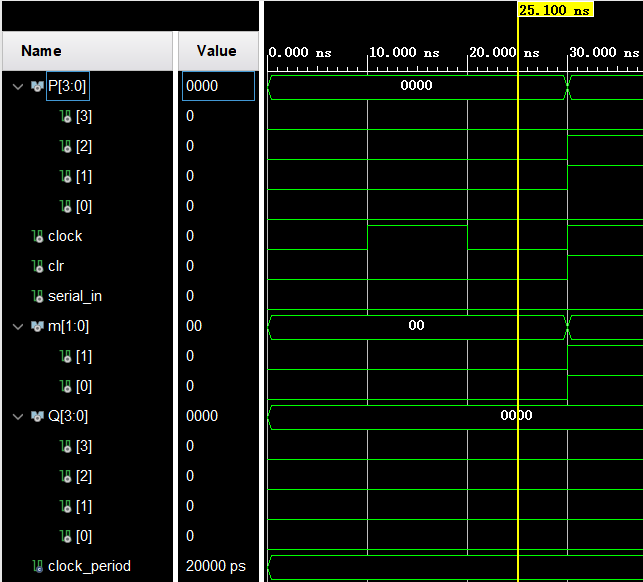 25.100 ns
Name Value 0.000 ns 10.000 ns 20.000 ns 30.000 ns
P[3:0] 0000 0000
[3] 0
[2] 0
[1] 0
[0] 0
clock 0
clr 0
serial_in 0
m[1:0] 00 00
[1] 0
[0] 0
Q[3:0] 0000 0000
[3] 0
[2] 0
[1] 0
[0] 0
clock_period 20000 ps